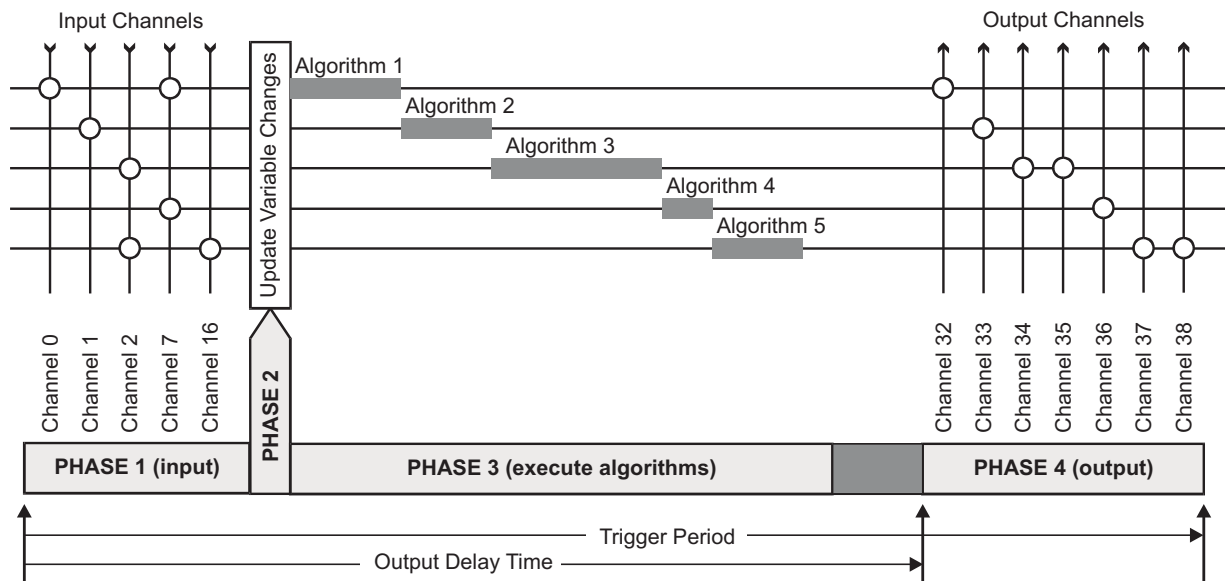 Input Channels
Output Channels
Update Variable Changes
Algorithm 1
Algorithm 2
Algorithm 3
Algorithm 4
Algorithm 5
Channel 0
Channel 1
Channel 2
Channel 7
Channel 16
Channel 32
Channel 33
Channel 34
Channel 35
Channel 36
Channel 37
Channel 38
PHASE 1 (input)
PHASE 2
PHASE 3 (execute algorithms)
PHASE 4 (output)
Trigger Period
Output Delay Time